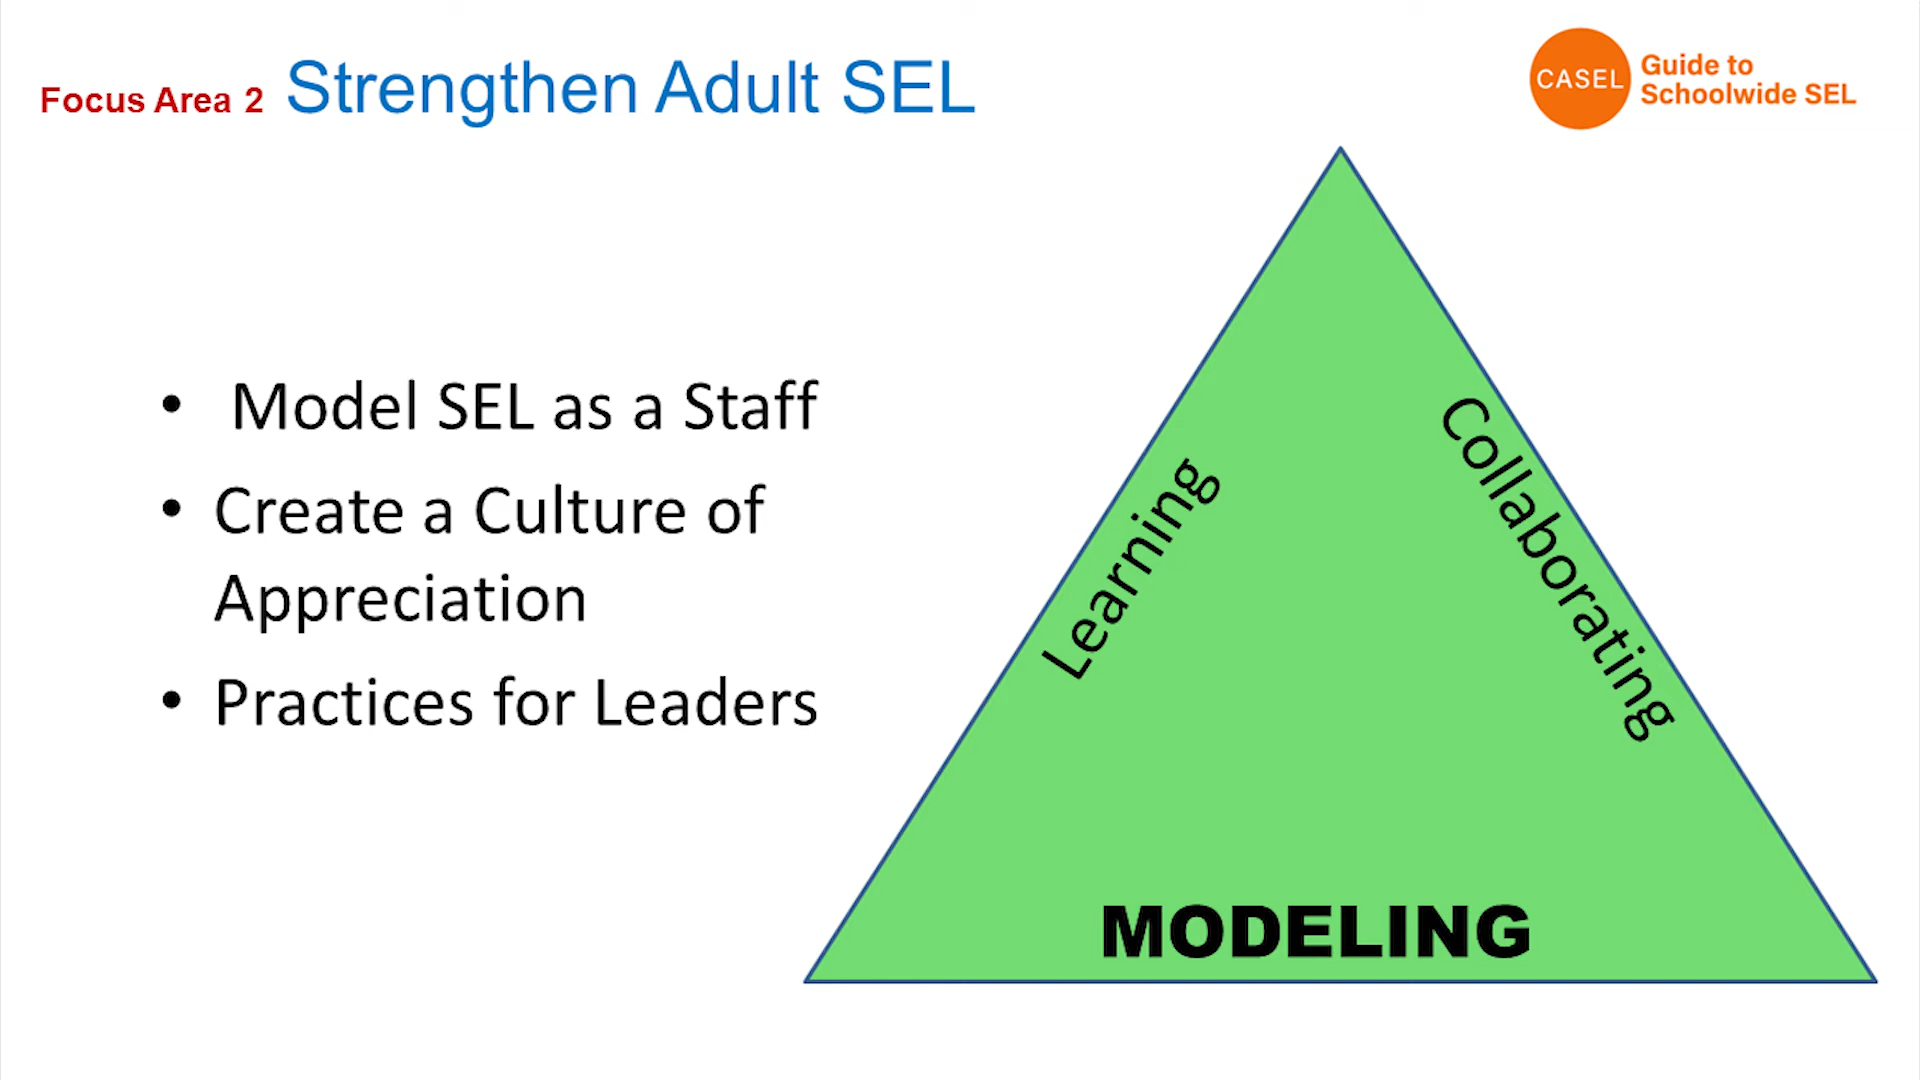 Focus Area 2 Strengthen Adult SEL
CASEL
Guide to
Schoolwide SEL
• Model SEL as a Staff
• Create a Culture of
Appreciation
• Practices for Leaders
Learning
Collaborating
MODELING